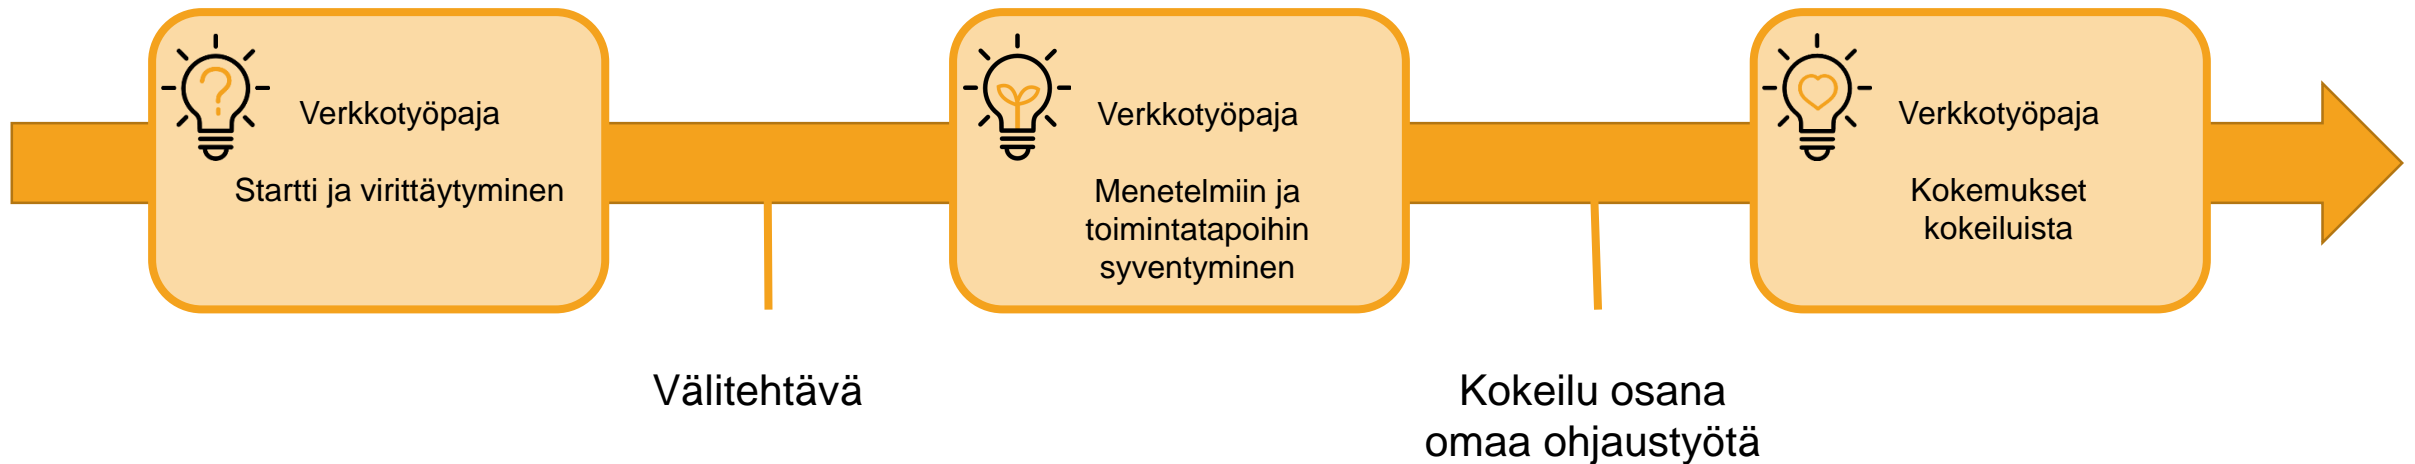 Verkkotyöpaja
Startti ja virittäytyminen
Välitehtävä
Verkkotyöpaja
Menetelmiin ja
toimintatapoihin
syventyminen
Kokeilu osana
omaa ohjaustyötä
Verkkotyöpaja
Kokemukset
kokeiluista